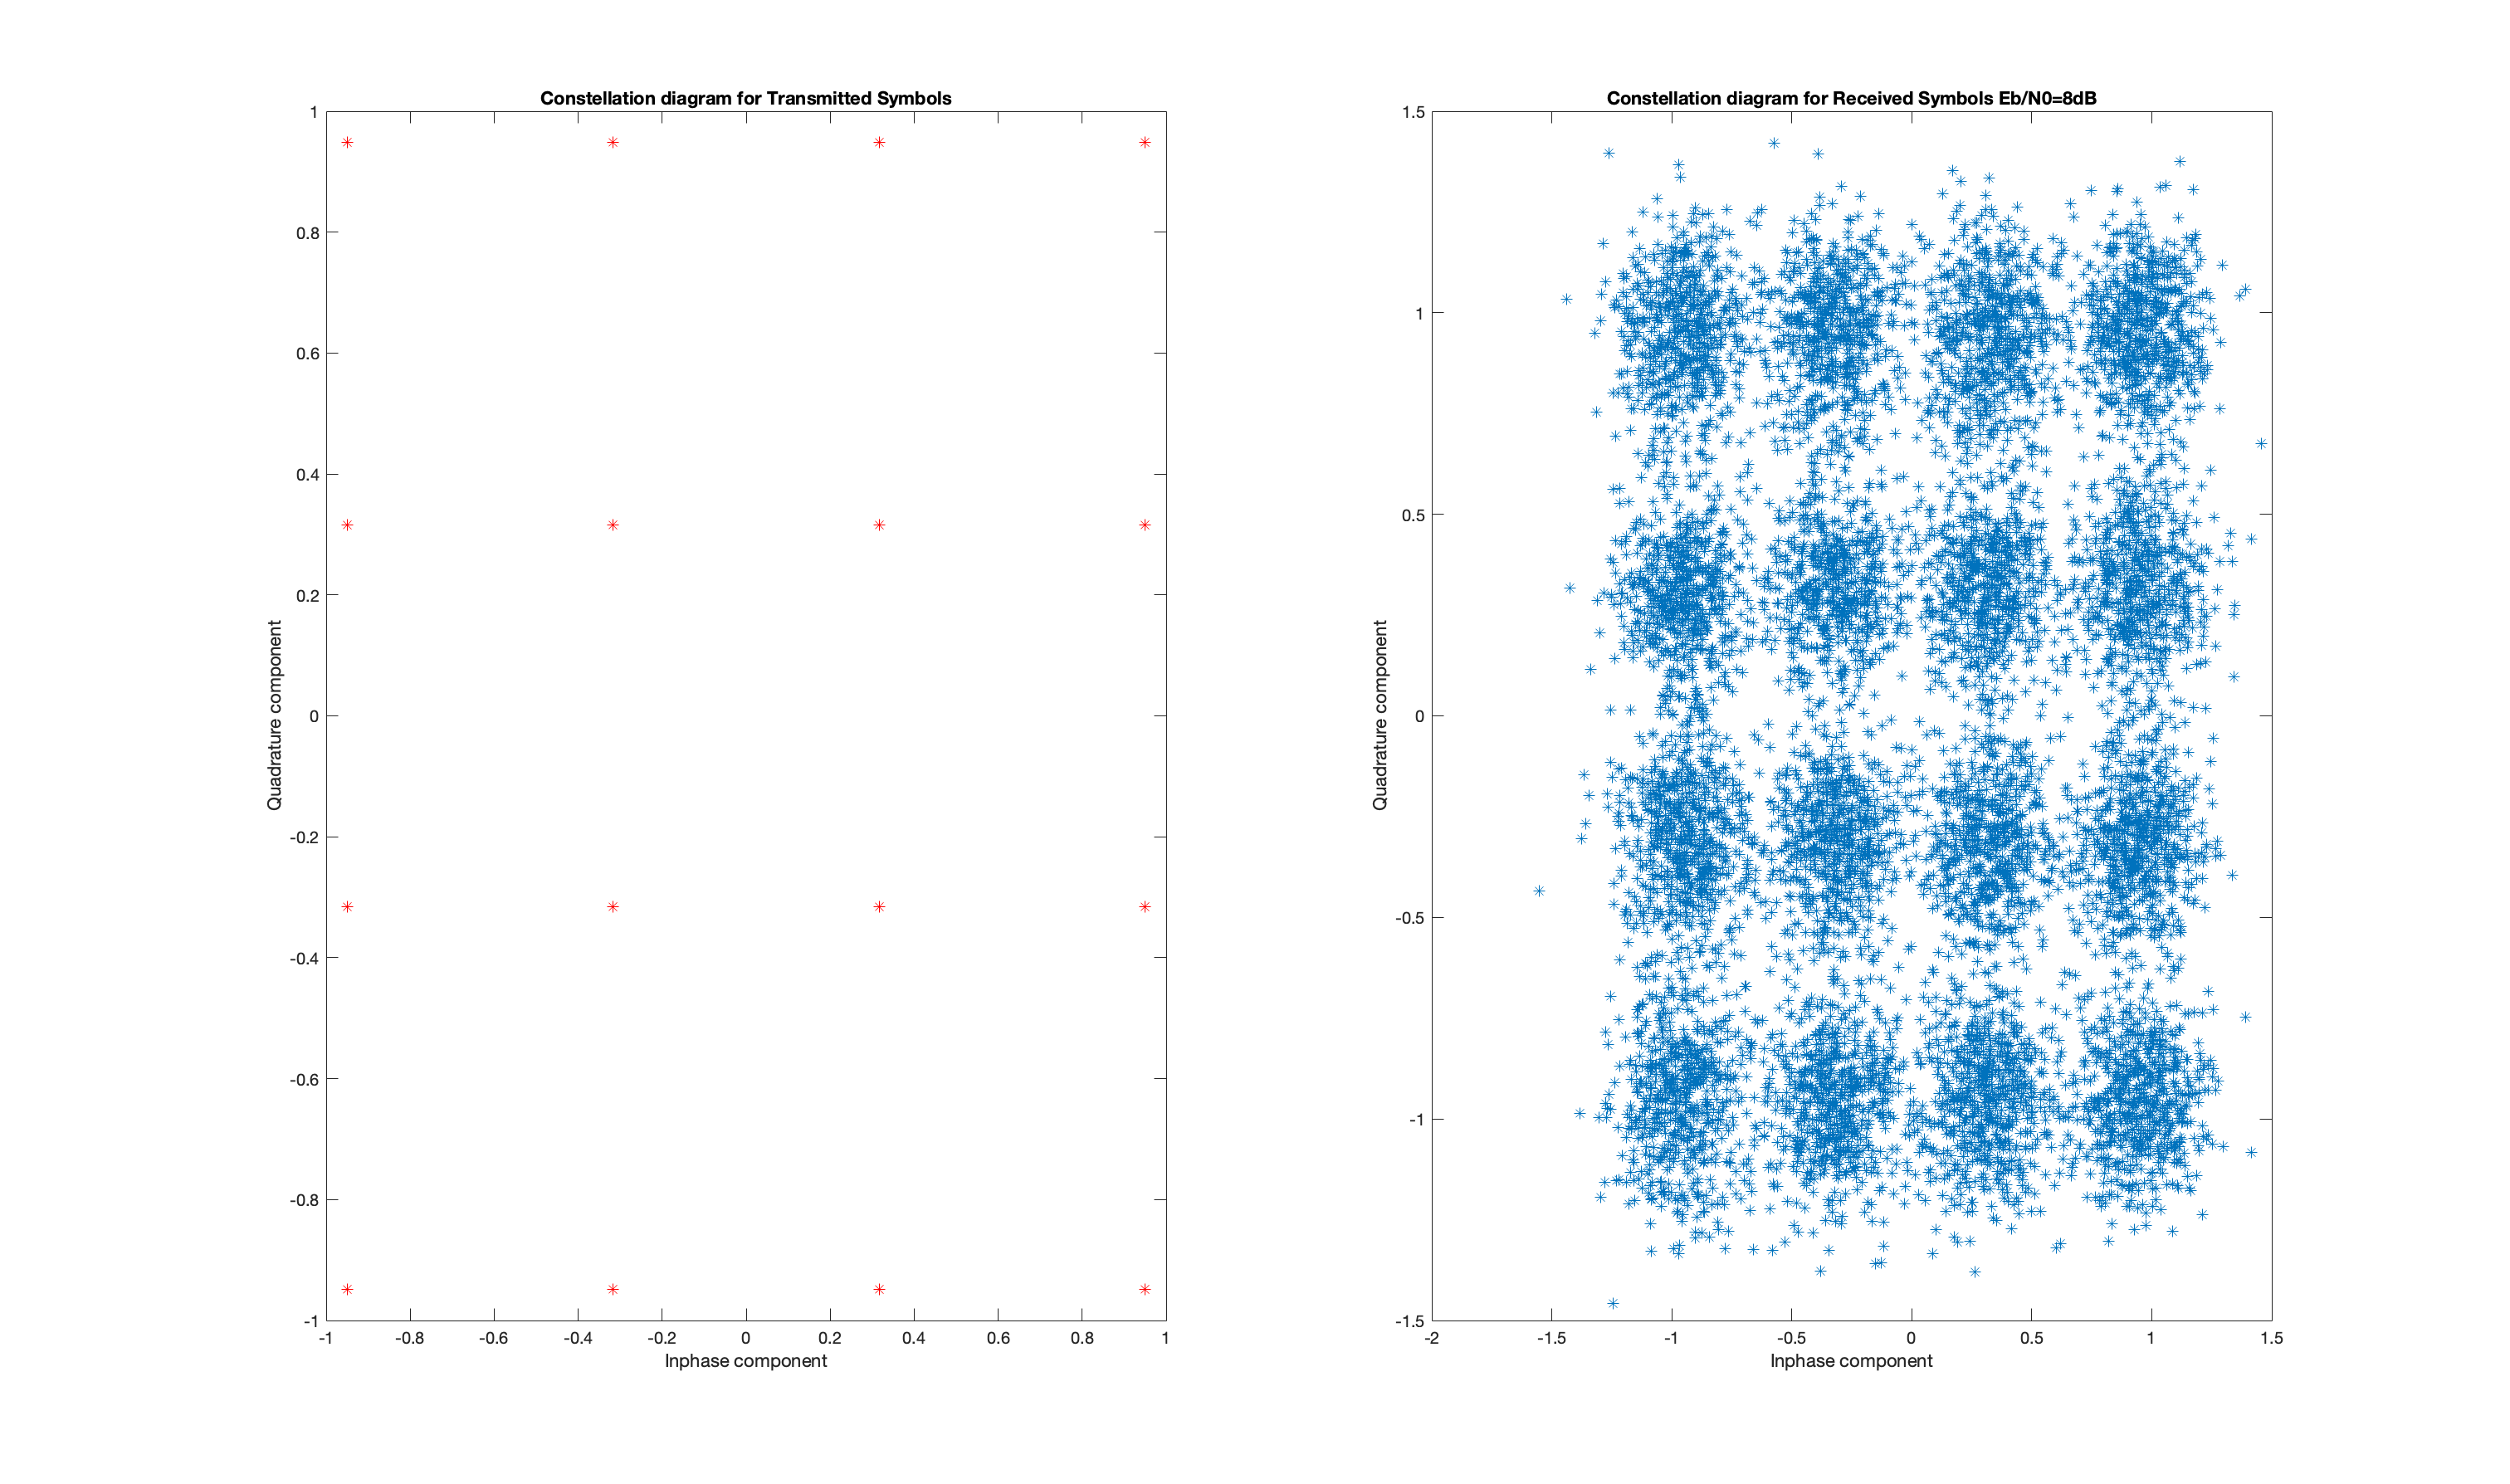 Constellation diagram for Transmitted Symbols
1
0.8
0.6
0.4
0.2
0
-0.2
-0.4
-0.6
-0.8
-1
Quadrature component
-1 -0.8 -0.6 -0.4 -0.2 0 0.2 0.4 0.6 0.8 1
Inphase component
Constellation diagram for Received Symbols Eb/N0=8dB
1.5
1
0.5
0
-0.5
-1
-1.5
Quadrature component
-2 -1.5 -1 -0.5 0 0.5 1 1.5
Inphase component